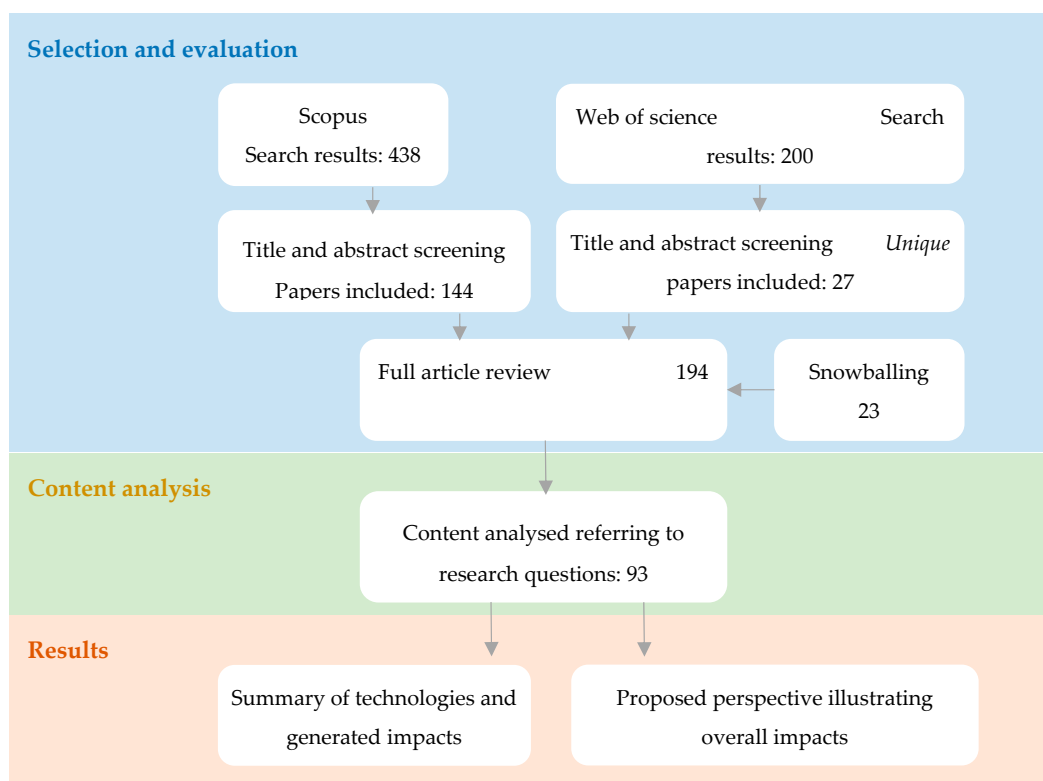 Selection and evaluation
Scopus
Search results: 438
Web of science Search
results: 200
Title and abstract screening
Papers included: 144
Title and abstract screening Unique
papers included: 27
Full article review 194
Snowballing
23
Content analysis
Content analysed referring to
research questions: 93
Results
Summary of technologies and
generated impacts
Proposed perspective illustrating
overall impacts